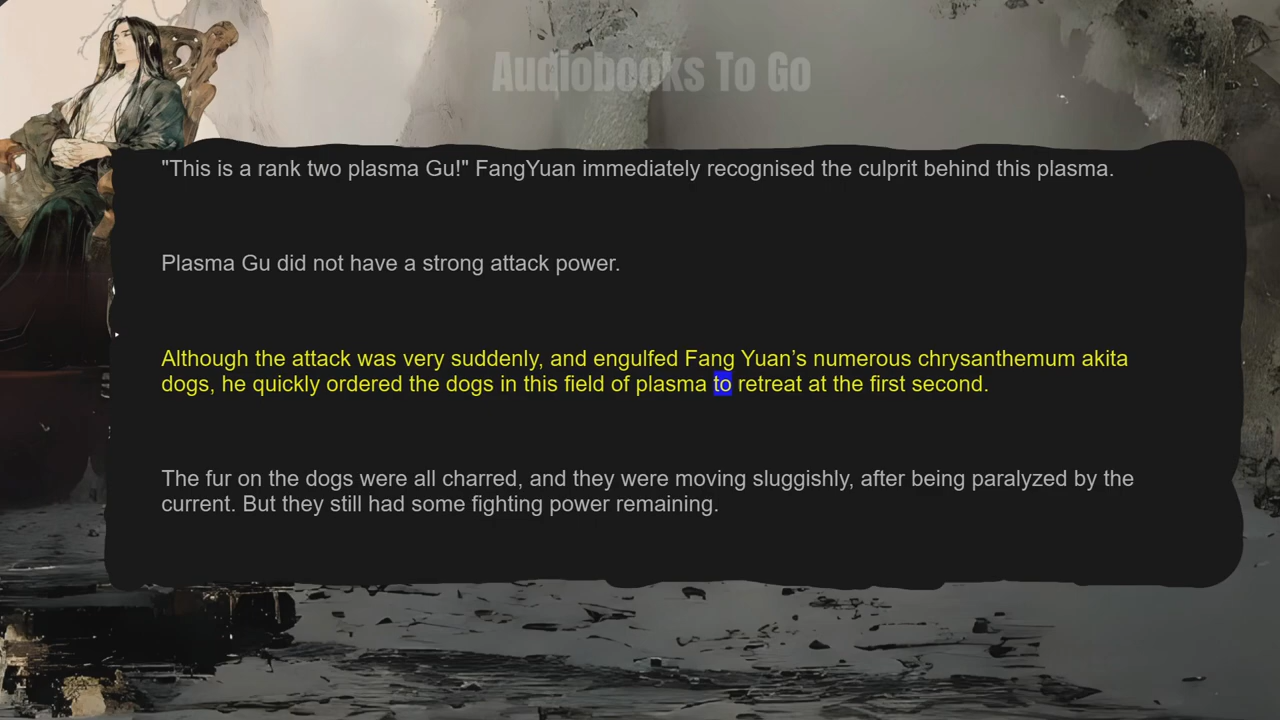 Audiobooks To Go
"This is a rank two plasma Gu!" FangYuan immediately recognised the culprit behind this plasma.
Plasma Gu did not have a strong attack power.
Although the attack was very suddenly, and engulfed Fang Yuan’s numerous chrysanthemum akita
dogs, he quickly ordered the dogs in this field of plasma to retreat at the first second.
The fur on the dogs were all charred, and they were moving sluggishly, after being paralyzed by the
current. But they still had some fighting power remaining.